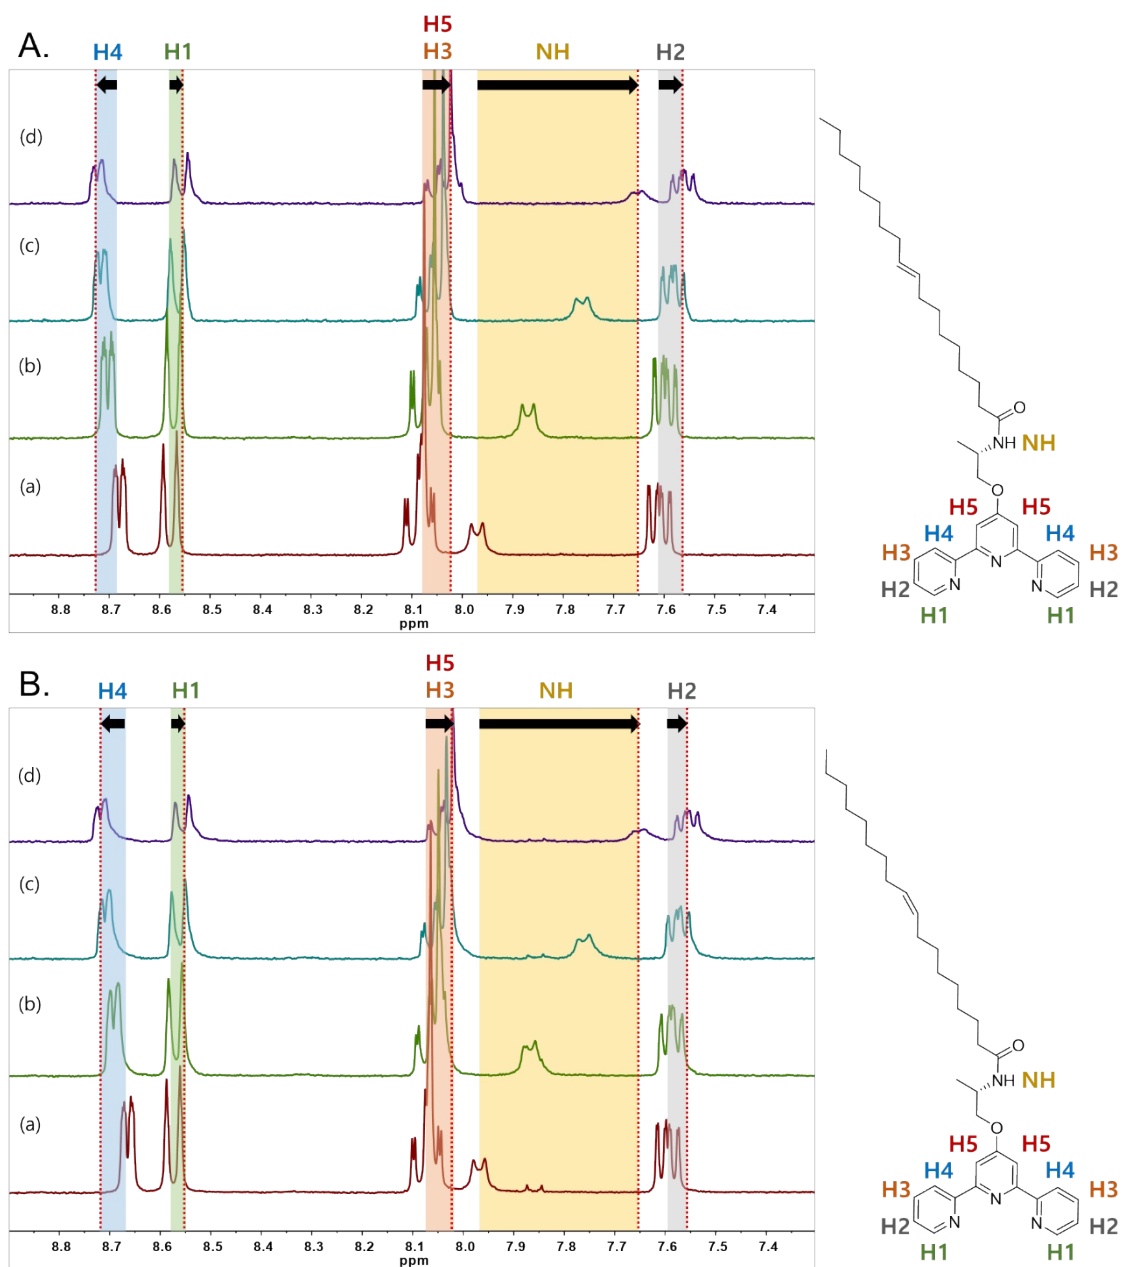 A.
H5
H4 H1 H3 NH H2
(d)
(c)
(b)
(a)
8.8 8.7 8.6 8.5 8.4 8.3 8.2 8.1 8.0 7.9 7.8 7.7 7.6 7.5 7.4
ppm
O
NH NH
O
H5 H5
H4 H4
H3 N H3
H2 N N H2
H1 H1
B.
H5
H4 H1 H3 NH H2
(d)
(c)
(b)
(a)
8.8 8.7 8.6 8.5 8.4 8.3 8.2 8.1 8.0 7.9 7.8 7.7 7.6 7.5 7.4
ppm
O
NH NH
O
H5 H5
H4 H4
H3 N H3
H2 N N H2
H1 H1